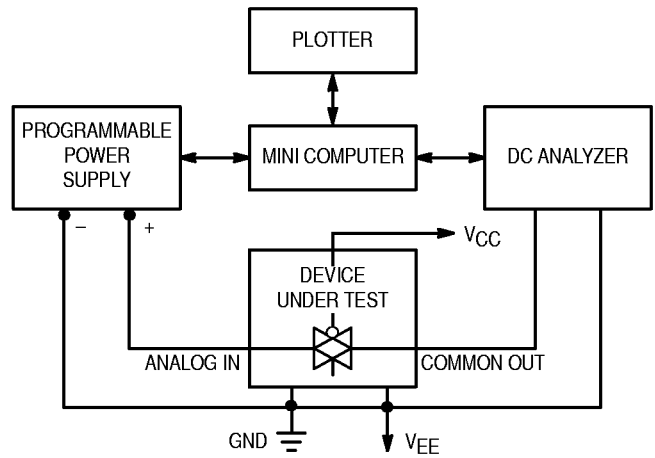 PLOTTER
PROGRAMMABLE
POWER
SUPPLY
MINI COMPUTER
DC ANALYZER
– +
VCC
DEVICE
UNDER TEST
ANALOG IN
COMMON OUT
GND
VEE